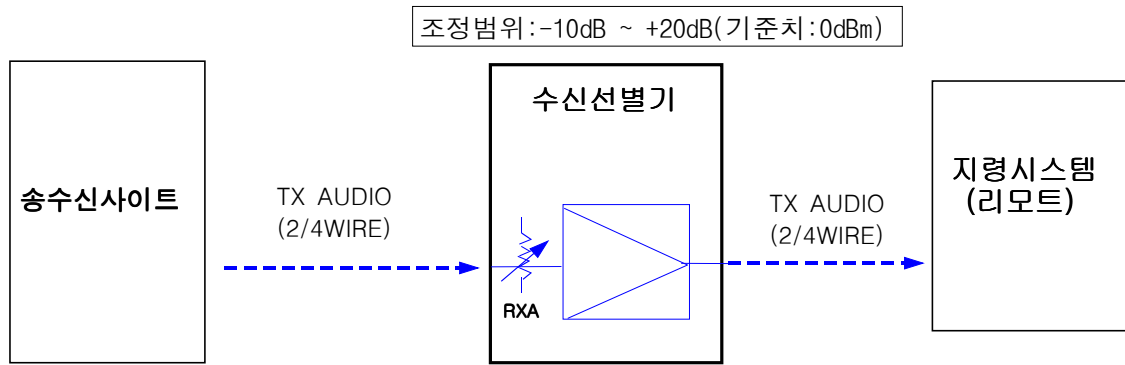 조정범위:-10dB ~ +20dB(기준치:0dBm)
송수신사이트
TX AUDIO
(2/4WIRE)
수신선별기
RXA
TX AUDIO
(2/4WIRE)
지령시스템
(리모트)